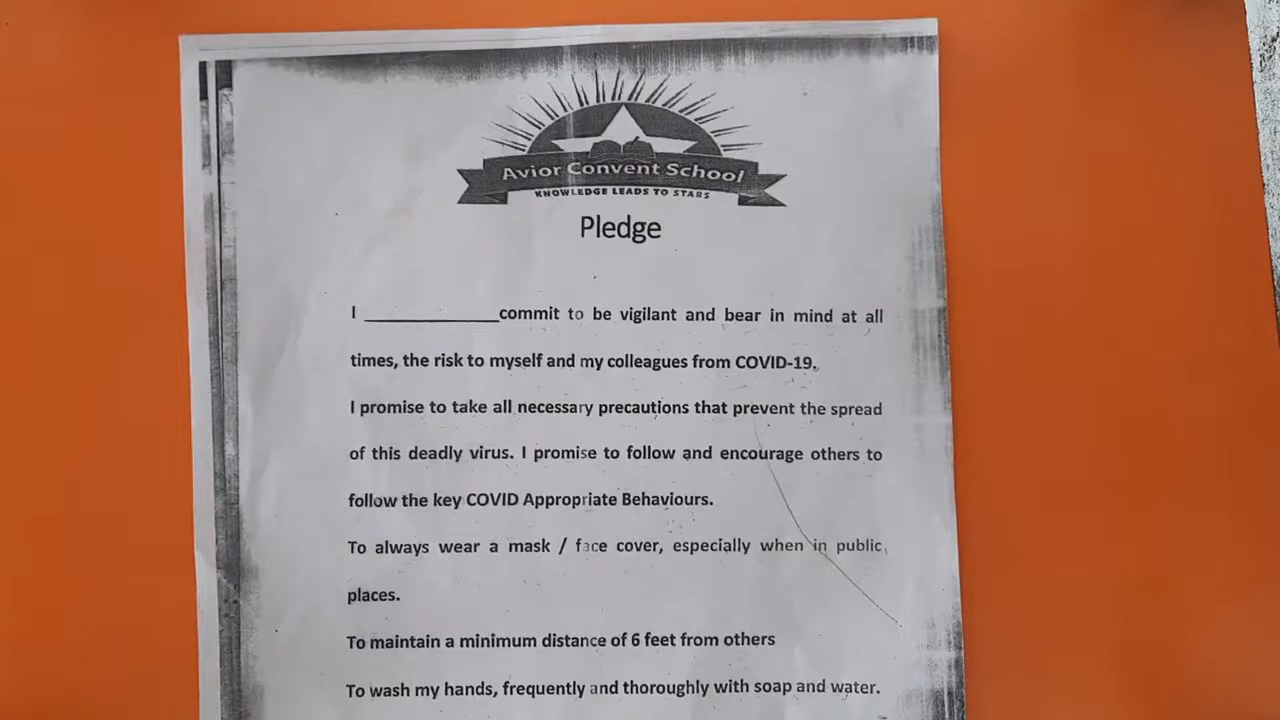 Avior Convent School
KNOWLEDGE LEADS TO STARS
Pledge
I ______________commit to be vigilant and bear in mind at all
times, the risk to myself and my colleagues from COVID-19.
I promise to take all necessary precautions that prevent the spread
of this deadly virus. I promise to follow and encourage others to
follow the key COVID Appropriate Behaviours.
To always wear a mask / face cover, especially when in public
places.
To maintain a minimum distance of 6 feet from others
To wash my hands, frequently and thoroughly with soap and water.